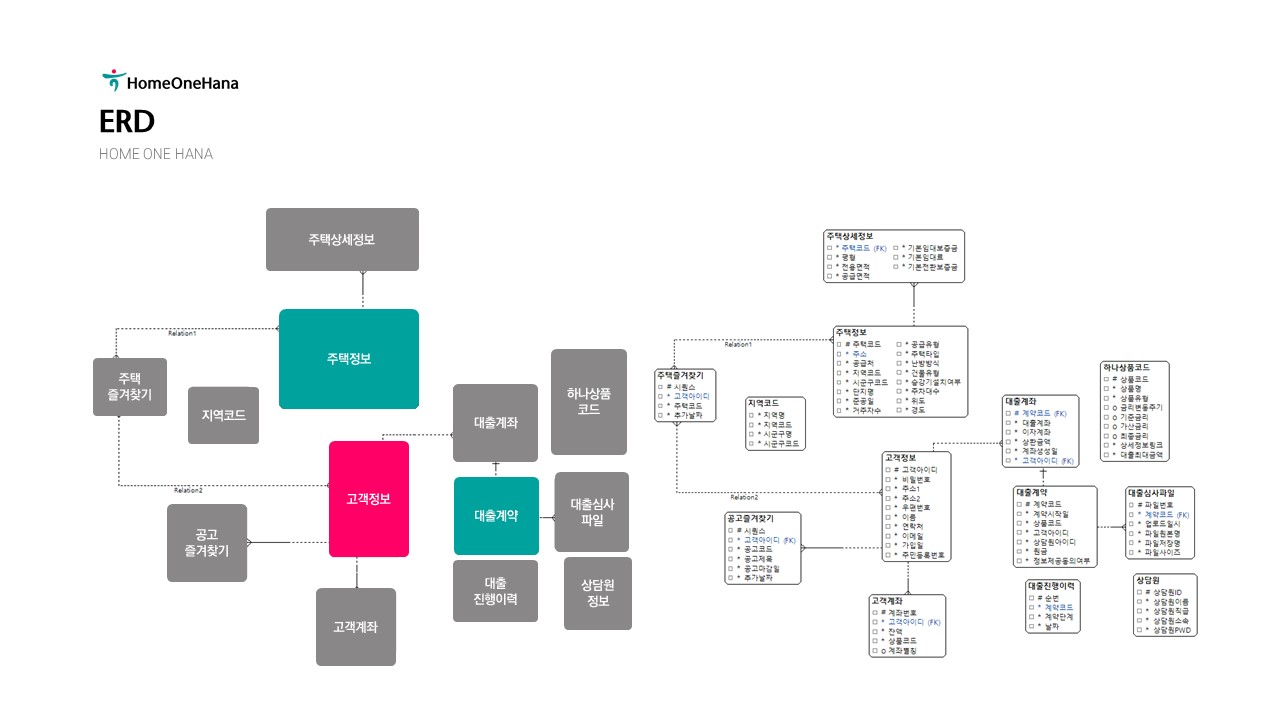 HomeOneHana
ERD
HOME ONE HANA
주택상세정보
주택정보
Relation1
주택
즐겨찾기
지역코드
하나상품
코드
대출계좌
고객정보
Relation2
대출계약
대출심사
파일
공고
즐겨찾기
대출
진행이력
상담원
정보
고객계좌
주택상세정보
* 주택코드 (FK)
* 평형
* 전용면적
* 공급면적
* 기본임대보증금
* 기본임대료
* 기본전환보증금
주택정보
# 주택코드
* 주소
* 공급처
* 지역코드
* 시군구코드
* 단지명
* 준공일
* 거주자수
* 공급유형
* 주택타입
* 난방방식
* 건물유형
* 승강기설치여부
* 주차대수
* 위도
* 경도
Relation1
주택즐겨찾기
# 시퀀스
* 고객아이디
* 주택코드
* 추가날짜
지역코드
* 지역명
* 지역코드
* 시군구명
* 시군구코드
하나상품코드
# 상품코드
* 상품명
* 상품유형
o 금리변동주기
o 기준금리
o 가산금리
o 최종금리
* 상세정보링크
* 대출최대금액
대출계좌
# 계약코드 (FK)
* 대출계좌
* 이자계좌
* 상환금액
* 계좌생성일
* 고객아이디 (FK)
고객정보
# 고객아이디
* 비밀번호
* 주소1
* 주소2
* 우편번호
* 이름
* 연락처
* 이메일
* 가입일
* 주민등록번호
Relation2
대출계약
# 계약코드
* 계약시작일
* 상품코드
* 고객아이디
* 상담원아이디
* 원금
* 정보제공동의여부
대출심사파일
# 파일번호
* 계약코드 (FK)
* 업로드일시
* 파일원본명
* 파일저장명
* 파일사이즈
공고즐겨찾기
# 시퀀스
* 고객아이디 (FK)
* 공고코드
* 공고제목
* 공고마감일
* 추가날짜
대출진행이력
# 순번
* 계약코드
* 계약단계
* 날짜
상담원
# 상담원ID
* 상담원이름
* 상담원직급
* 상담원소속
* 상담원PWD
고객계좌
# 계좌번호
* 고객아이디 (FK)
* 잔액
* 상품코드
o 계좌별칭